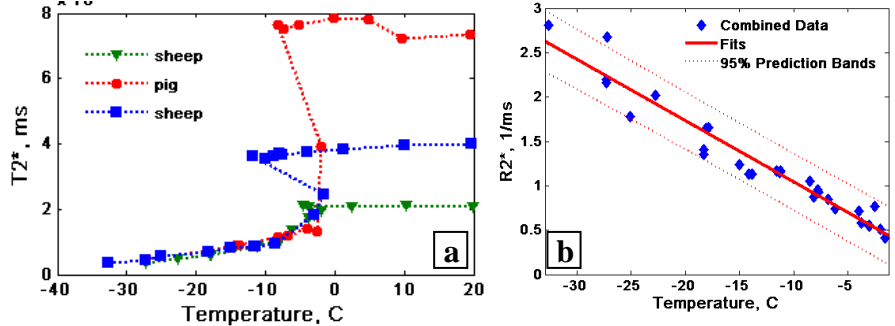 8
6
4
2
0
T2*, ms
sheep
pig
sheep
a
-40
-30
-20
-10
0
10
20
Temperature, C
3
2.5
2
1.5
1
0.5
0
R2*, 1/ms
Combined Data
Fits
95% Prediction Bands
b
-30
-25
-20
-15
-10
-5
Temperature, C